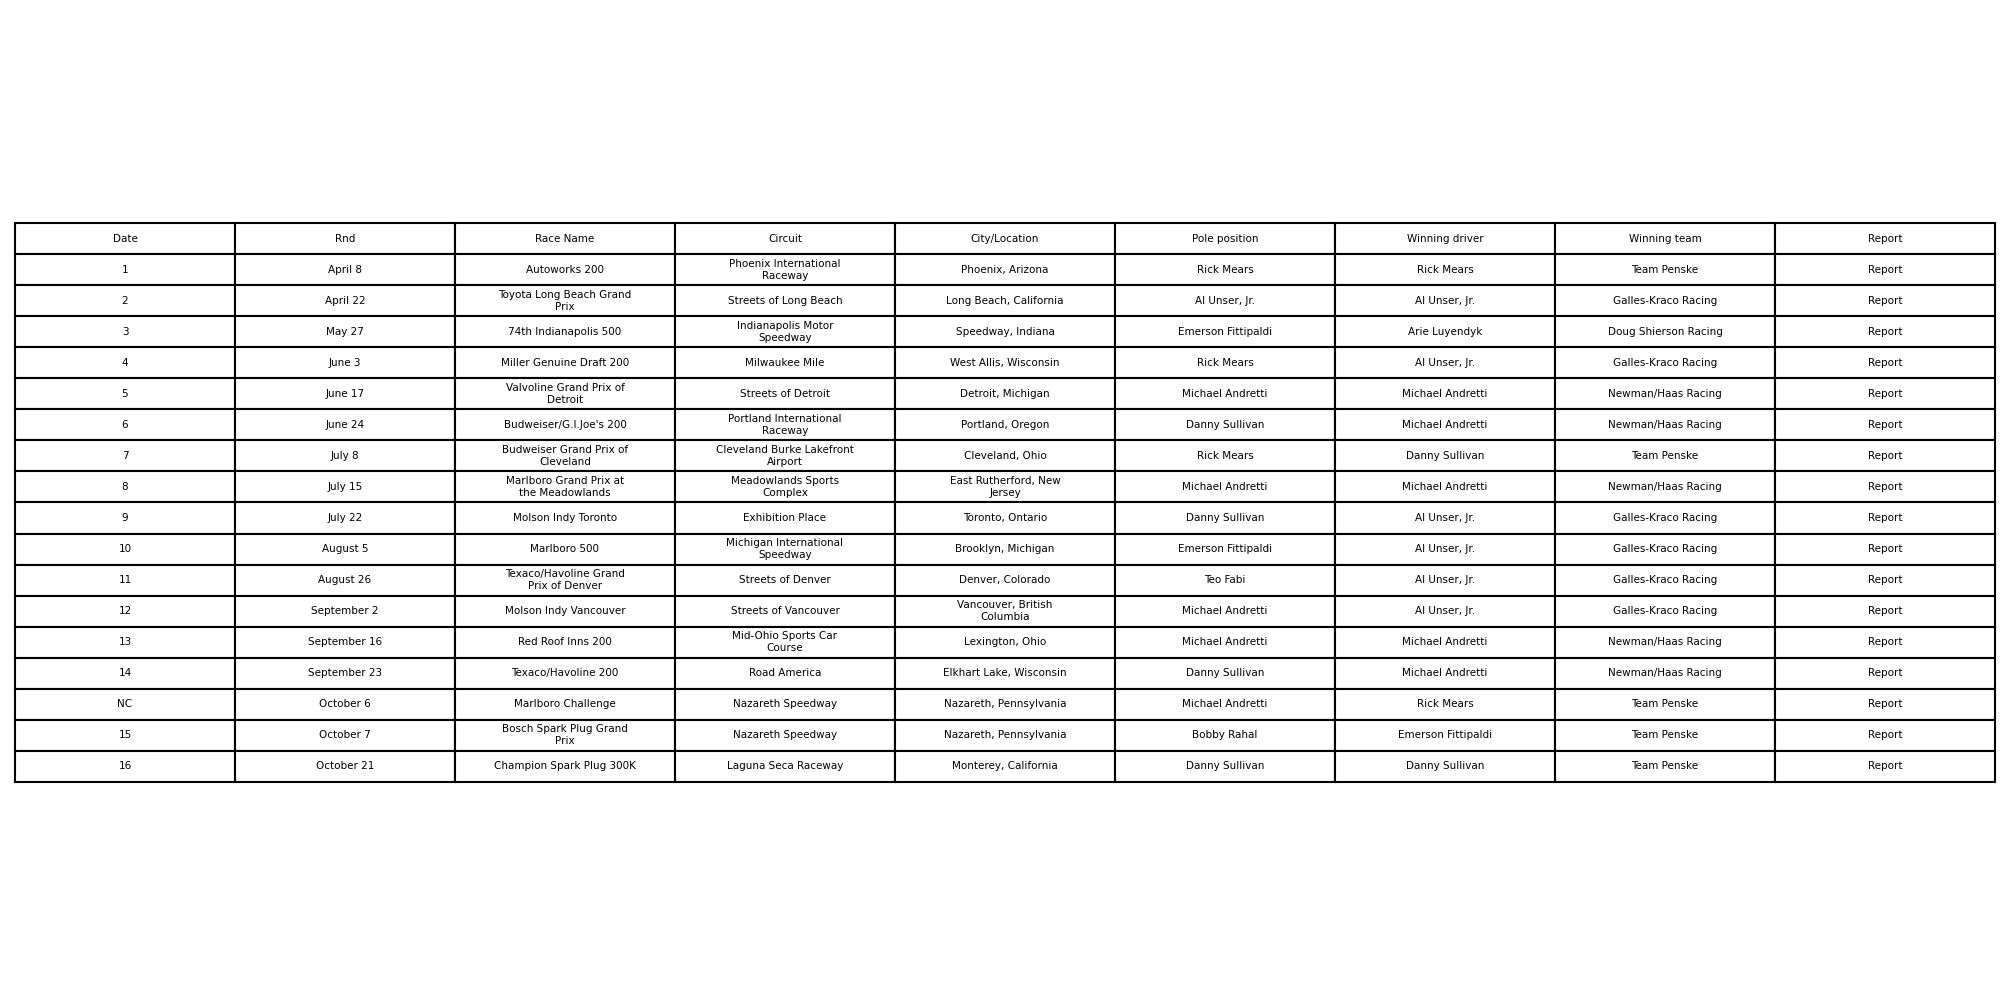 Date Rnd Race Name Circuit City/Location Pole position Winning driver Winning team Report
1 April 8 Autoworks 200 Phoenix International Raceway Phoenix, Arizona Rick Mears Rick Mears Team Penske Report
2 April 22 Toyota Long Beach Grand Prix Streets of Long Beach Long Beach, California Al Unser, Jr. Al Unser, Jr. Galles-Kraco Racing Report
3 May 27 74th Indianapolis 500 Indianapolis Motor Speedway Speedway, Indiana Emerson Fittipaldi Arie Luyendyk Doug Shierson Racing Report
4 June 3 Miller Genuine Draft 200 Milwaukee Mile West Allis, Wisconsin Rick Mears Al Unser, Jr. Galles-Kraco Racing Report
5 June 17 Valvoline Grand Prix of Detroit Streets of Detroit Detroit, Michigan Michael Andretti Michael Andretti Newman/Haas Racing Report
6 June 24 Budweiser/G.I.Joe's 200 Portland International Raceway Portland, Oregon Danny Sullivan Michael Andretti Newman/Haas Racing Report
7 July 8 Budweiser Grand Prix of Cleveland Cleveland Burke Lakefront Airport Cleveland, Ohio Rick Mears Danny Sullivan Team Penske Report
8 July 15 Marlboro Grand Prix at the Meadowlands Meadowlands Sports Complex East Rutherford, New Jersey Michael Andretti Michael Andretti Newman/Haas Racing Report
9 July 22 Molson Indy Toronto Exhibition Place Toronto, Ontario Danny Sullivan Al Unser, Jr. Galles-Kraco Racing Report
10 August 5 Marlboro 500 Michigan International Speedway Brooklyn, Michigan Emerson Fittipaldi Al Unser, Jr. Galles-Kraco Racing Report
11 August 26 Texaco/Havoline Grand Prix of Denver Streets of Denver Denver, Colorado Teo Fabi Al Unser, Jr. Galles-Kraco Racing Report
12 September 2 Molson Indy Vancouver Streets of Vancouver Vancouver, British Columbia Michael Andretti Al Unser, Jr. Galles-Kraco Racing Report
13 September 16 Red Roof Inns 200 Mid-Ohio Sports Car Course Lexington, Ohio Michael Andretti Michael Andretti Newman/Haas Racing Report
14 September 23 Texaco/Havoline 200 Road America Elkhart Lake, Wisconsin Danny Sullivan Michael Andretti Newman/Haas Racing Report
NC October 6 Marlboro Challenge Nazareth Speedway Nazareth, Pennsylvania Michael Andretti Rick Mears Team Penske Report
15 October 7 Bosch Spark Plug Grand Prix Nazareth Speedway Nazareth, Pennsylvania Bobby Rahal Emerson Fittipaldi Team Penske Report
16 October 21 Champion Spark Plug 300K Laguna Seca Raceway Monterey, California Danny Sullivan Danny Sullivan Team Penske Report